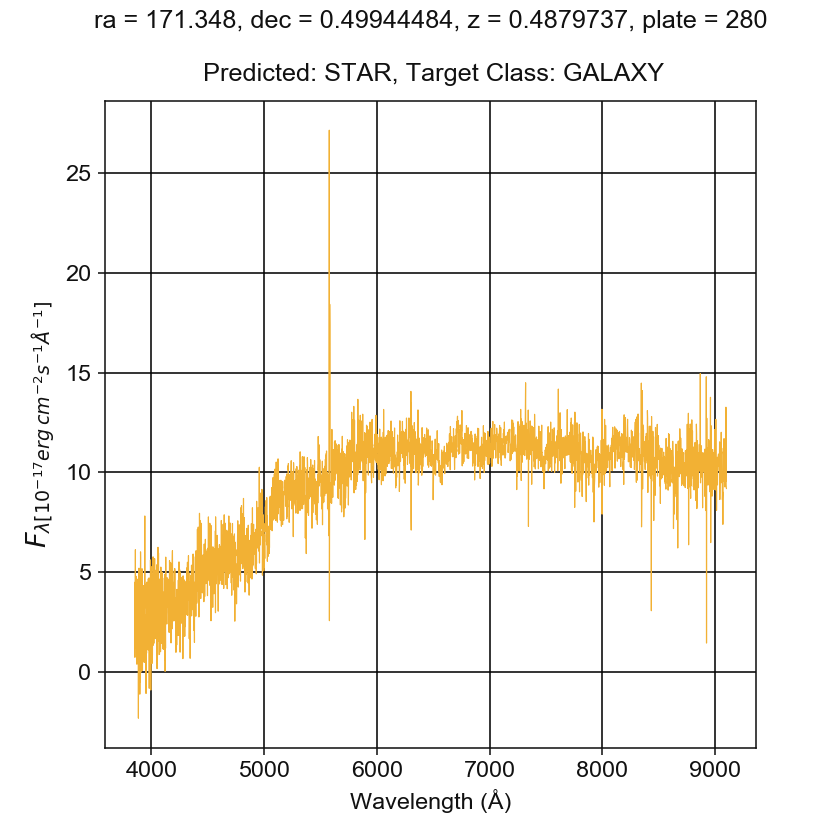 ra = 171.348, dec = 0.49944484, z = 0.4879737, plate = 280
Predicted: STAR, Target Class: GALAXY
25
20
15
10
5
0
F_{λ[10^{−17}erg cm^{−2}s^{−1}Å^{−1}]}
4000 5000 6000 7000 8000 9000
Wavelength (Å)